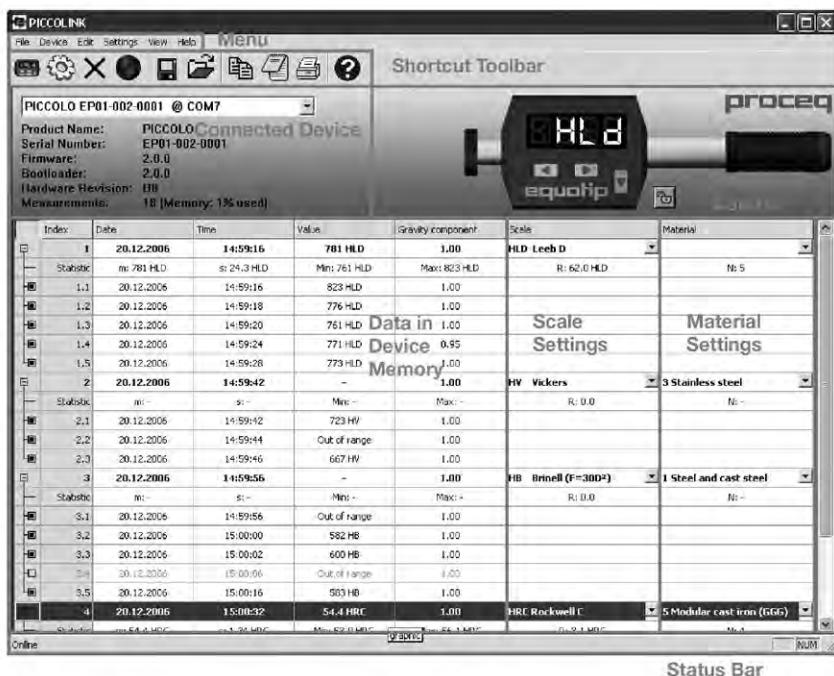 PICCOLINK
File Device Edit Settings View Help Menu
Shortcut Toolbar
PICCOLO EP01-002-0001 @ COM7
Product Name: PICCOLO
Connected Device
Serial Number: EP01-002-0001
Firmware: 2.0.0
Bootloader: 2.0.0
Hardware Revision: BB
Measurements: 18 (Memory: 1% used)
proceq
HLd
equotip
Index Date Time Value Gravity component Scale Material
1 20.12.2006 14:59:16 781 HLD 1.00 HLD Leeb D
Statistic m: 781 HLD s: 24.3 HLD Min: 761 HLD Max: 823 HLD R: 62.0 HLD N: 5
1.1 20.12.2006 14:59:16 823 HLD 1.00
1.2 20.12.2006 14:59:18 776 HLD 1.00
1.3 20.12.2006 14:59:20 761 HLD 1.00
1.4 20.12.2006 14:59:24 771 HLD 0.95
1.5 20.12.2006 14:59:28 773 HLD 1.00
Data in
Device
Memory
Scale
Settings
Material
Settings
2 20.12.2006 14:59:42 - 1.00 HV Vickers 3 Stainless steel
Statistic m: - s: - Min: - Max: - R: 0.0 N: -
2.1 20.12.2006 14:59:42 723 HV 1.00
2.2 20.12.2006 14:59:44 Out of range 1.00
2.3 20.12.2006 14:59:46 667 HV 1.00
3 20.12.2006 14:59:56 - 1.00 HB Brinell (F=30D²) 1 Steel and cast steel
Statistic m: - s: - Min: - Max: - R: 0.0 N: -
3.1 20.12.2006 14:59:56 Out of range 1.00
3.2 20.12.2006 15:00:00 582 HB 1.00
3.3 20.12.2006 15:00:02 600 HB 1.00
3.4 20.12.2006 15:00:06 Out of range 1.00
3.5 20.12.2006 15:00:16 583 HB 1.00
4 20.12.2006 15:00:32 54.4 HRC 1.00 HRC Rockwell C 5 Modular cast iron (GGG)
graphic
Online NUM
Status Bar